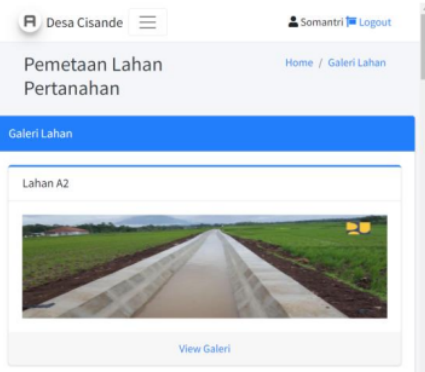 Desa Cisande
Somantri Logout
Pemetaan Lahan
Pertanahan
Home / Galeri Lahan
Galeri Lahan
Lahan A2
View Galeri